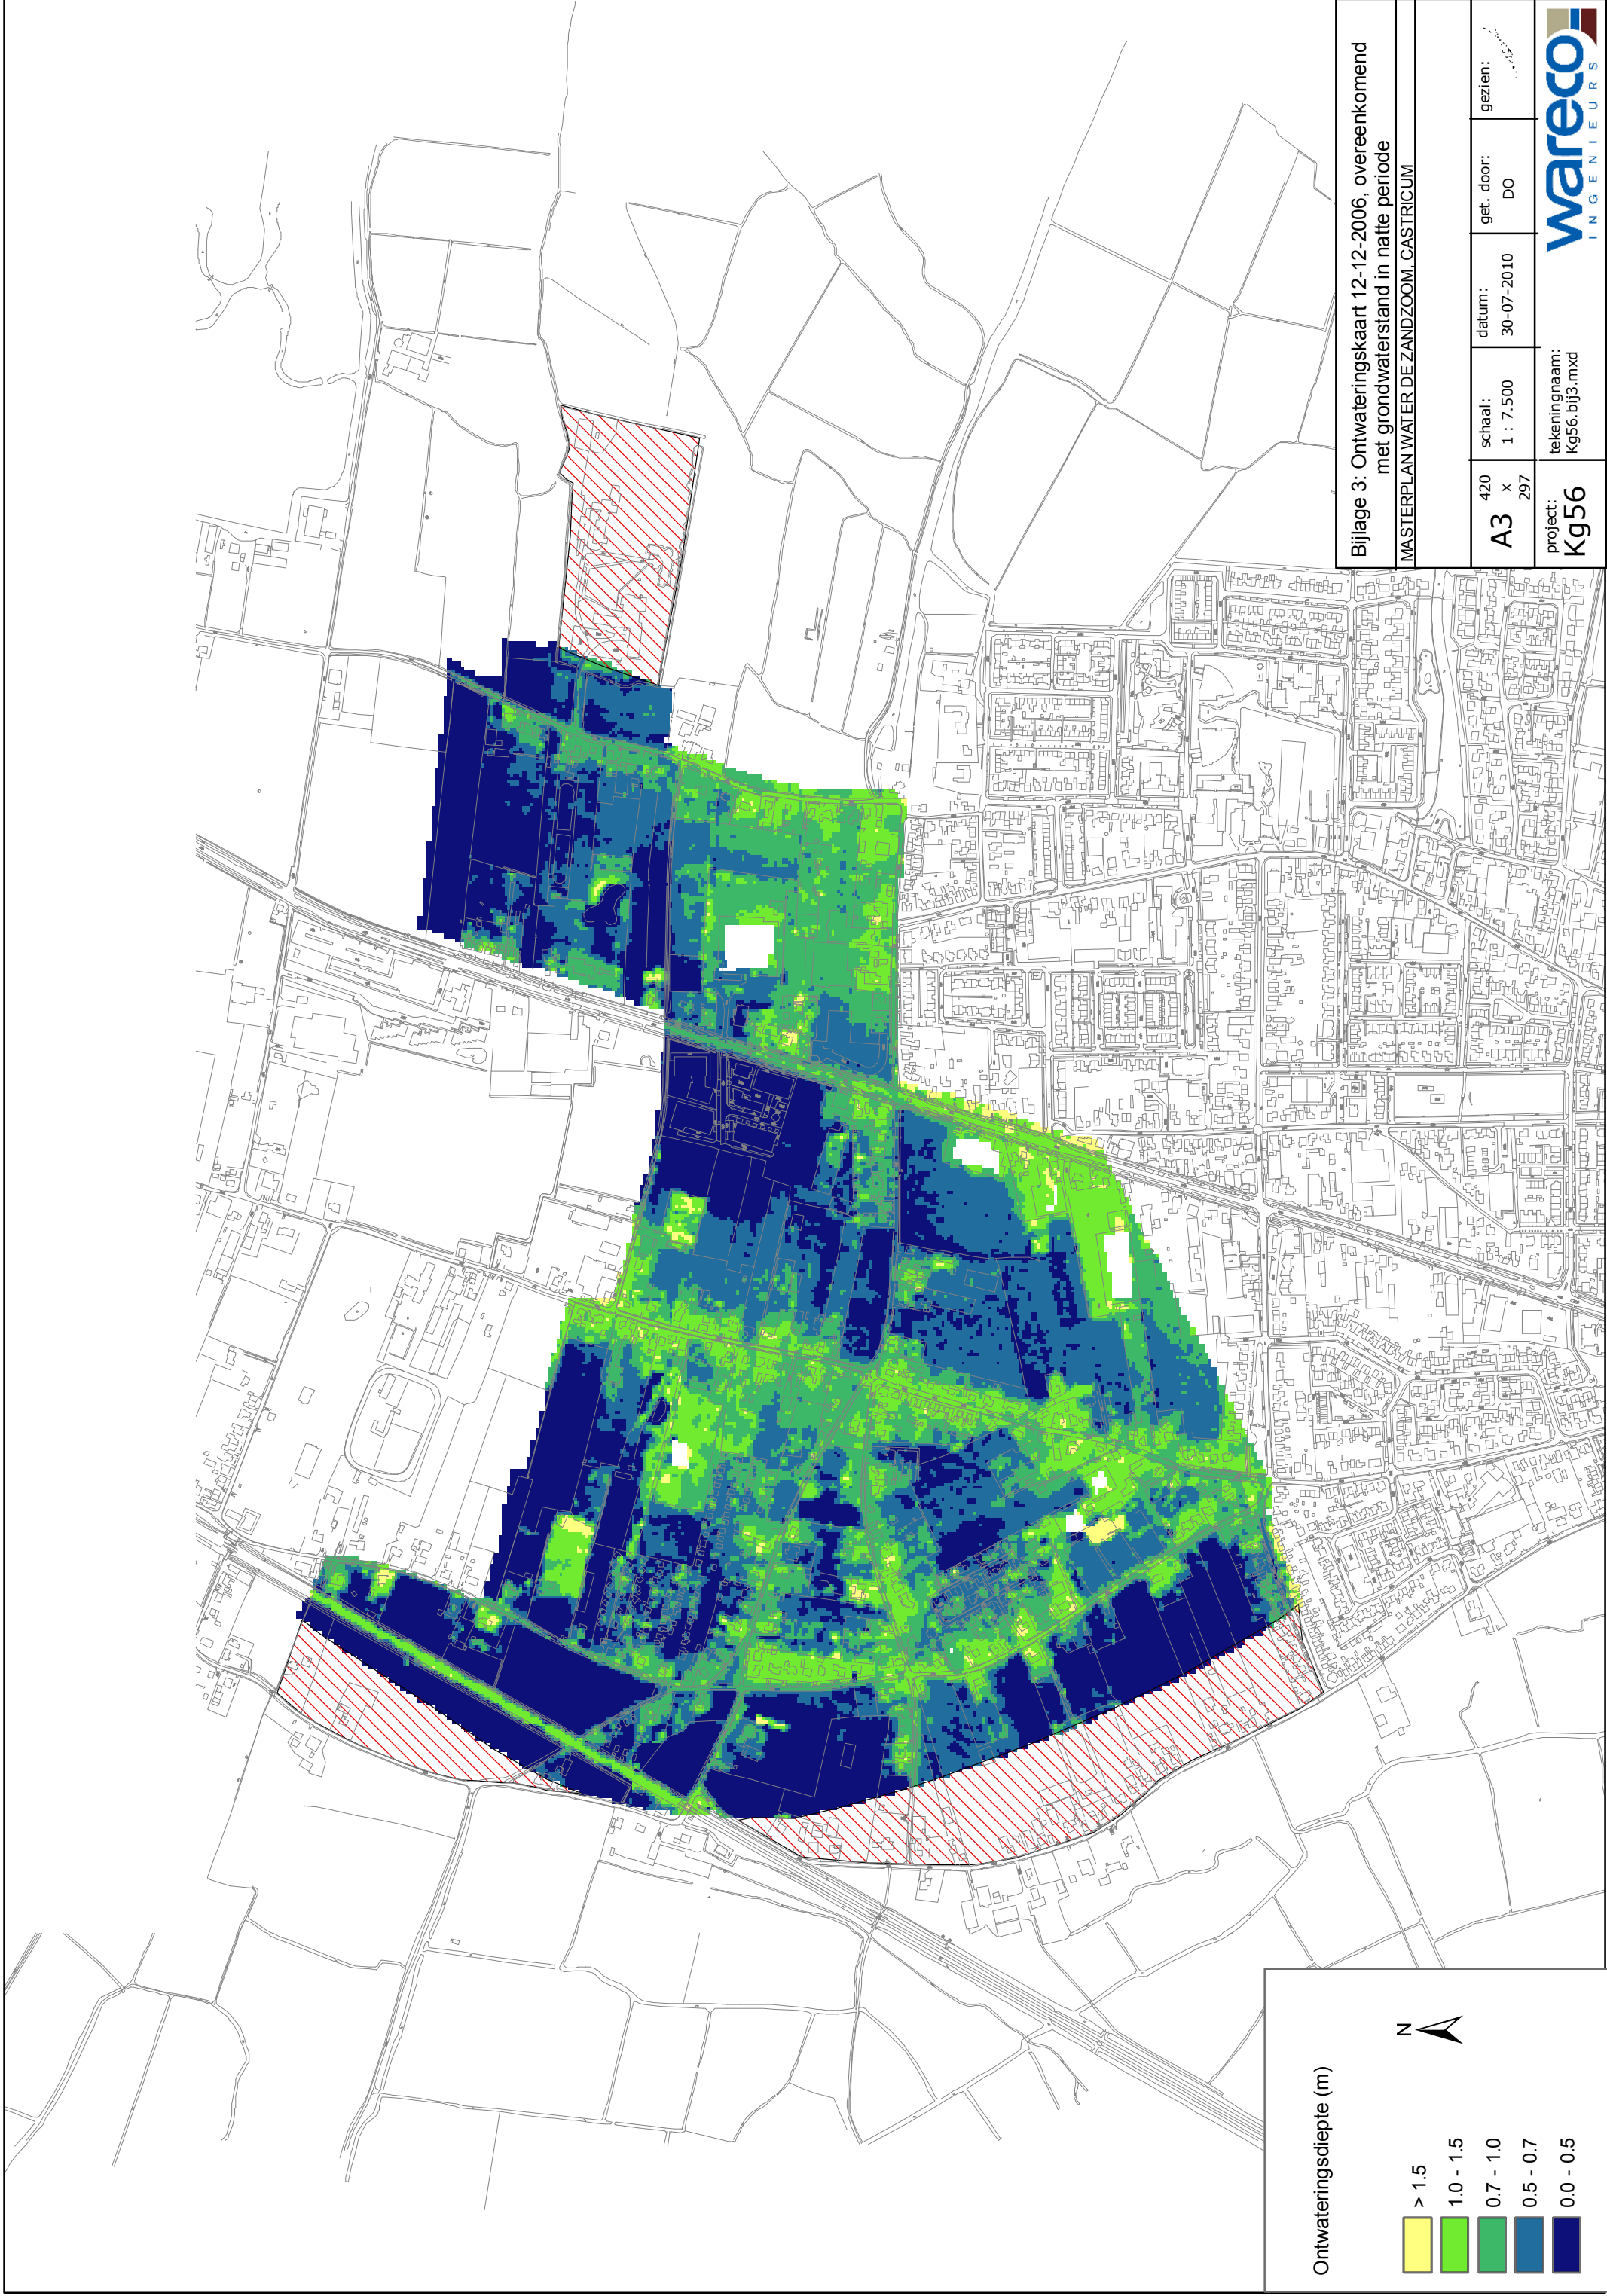 Bijlage 3: Ontwateringskaart 12-12-2006, overeenkomend
met grondwaterstand in natte periode
MASTERPLAN WATER DE ZANDZOOM, CASTRICUM
A3
420
x
297
schaal:
1 : 7.500
datum:
30-07-2010
get. door:
DO
gezien:
project:
Kg56
tekeningnaam:
Kg56.bij3.mxd
wareco
INGENIEURS
Ontwateringsdiepte (m)
N
> 1.5
1.0 - 1.5
0.7 - 1.0
0.5 - 0.7
0.0 - 0.5